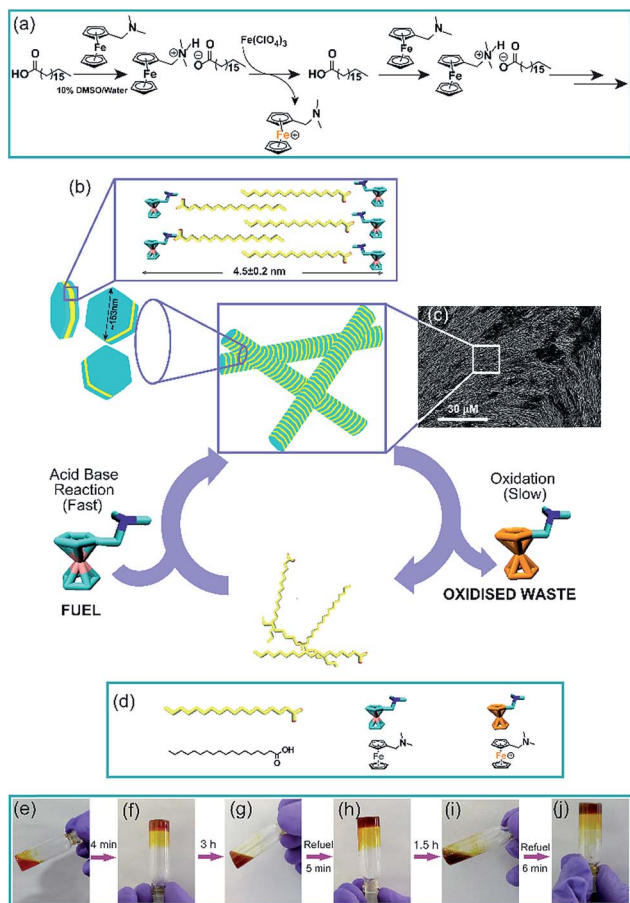 (a)
N
Fe
O
HO
15
10% DMSO/Water
N
H
⊕
Fe
⊖
O
O
15
Fe(ClO4)3
N
Fe⊕
O
HO
15
N
Fe
N
H
⊕
Fe
⊖
O
O
15
(b)
4.5±0.2 nm
~153nm
(c)
30 μM
Acid Base
Reaction
(Fast)
FUEL
Oxidation
(Slow)
OXIDISED WASTE
(d)
OH
O
Fe
N
Fe⊕
N
(e)
4 min
(f)
3 h
(g)
Refuel
5 min
(h)
1.5 h
(i)
Refuel
6 min
(j)